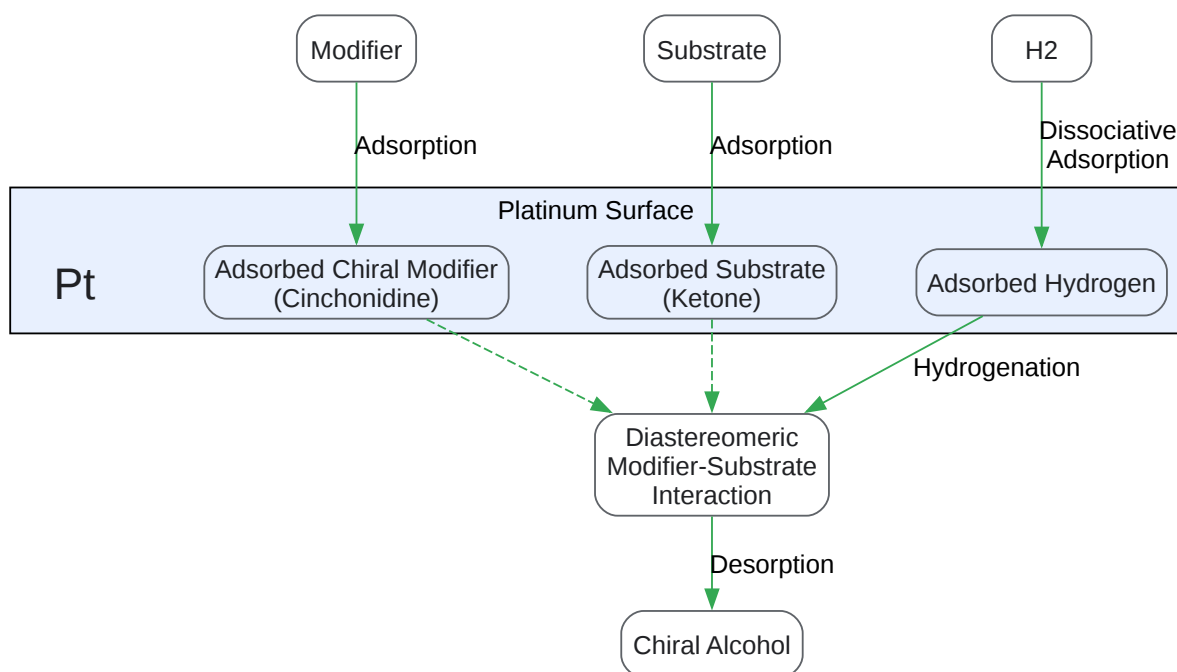 Modifier
Substrate
H2
Adsorption
Adsorption
Dissociative
Adsorption
Platinum Surface
Pt
Adsorbed Chiral Modifier
(Cinchonidine)
Adsorbed Substrate
(Ketone)
Adsorbed Hydrogen
Hydrogenation
Diastereomeric
Modifier-Substrate
Interaction
Desorption
Chiral Alcohol